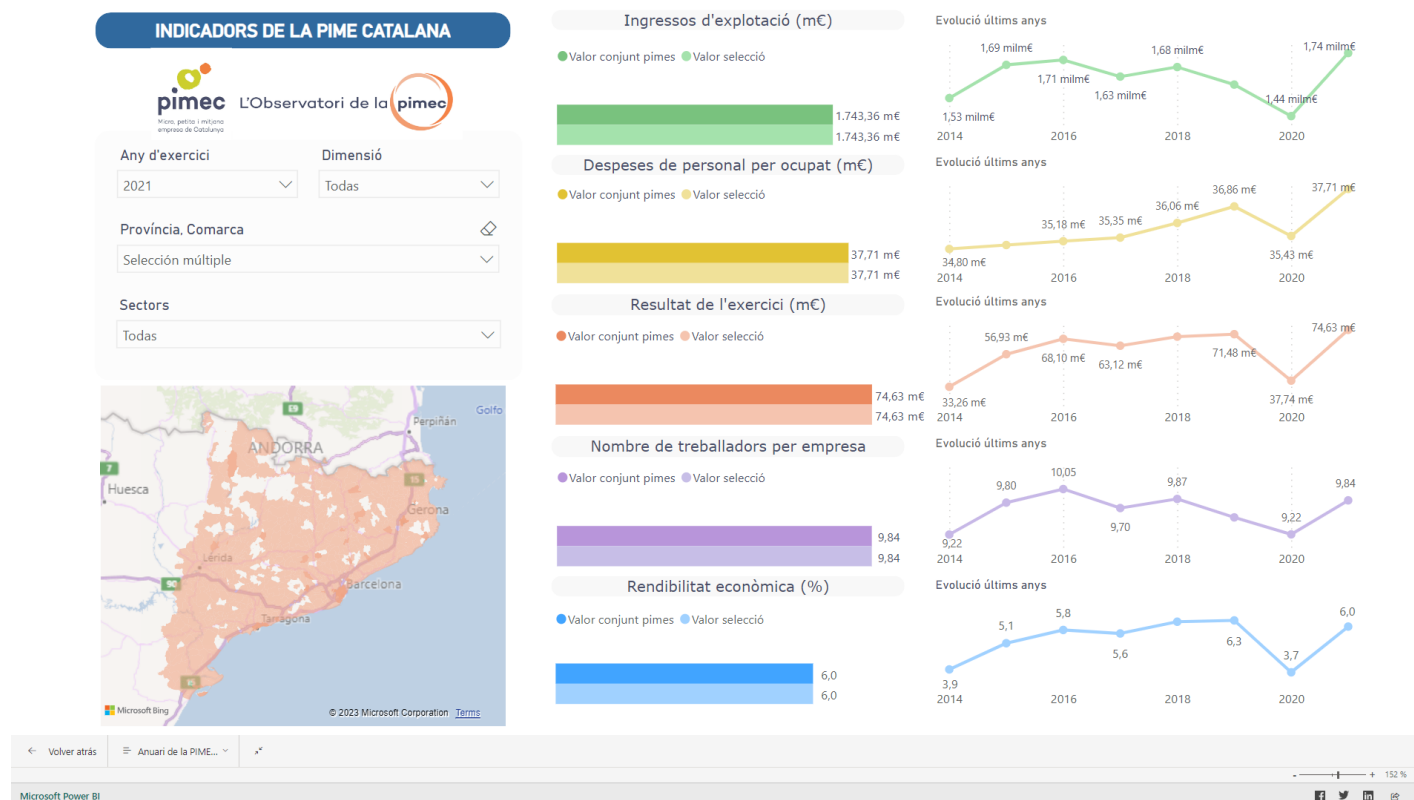 INDICADORS DE LA PIME CATALANA
pimec
Micro, petita i mitjana
empresa de Catalunya
L'Observatori de la pimec
Any d'exercici
2021
Dimensió
Todas
Província, Comarca
Selección múltiple
Sectors
Todas
Golfo
Perpiñán
ANDORRA
Huesca
Gerona
Lérida
Barcelona
Tarragona
7
90
15
Microsoft Bing
© 2023 Microsoft Corporation Terms
Ingressos d'explotació (m€)
Valor conjunt pimes Valor selecció
1.743,36 m€
1.743,36 m€
Evolució últims anys
1,53 milm€
1,69 milm€
1,71 milm€
1,63 milm€
1,68 milm€
1,44 milm€
1,74 milm€
2014 2016 2018 2020
Despeses de personal per ocupat (m€)
Valor conjunt pimes Valor selecció
37,71 m€
37,71 m€
Evolució últims anys
34,80 m€
35,18 m€
35,35 m€
36,06 m€
36,86 m€
35,43 m€
37,71 m€
2014 2016 2018 2020
Resultat de l'exercici (m€)
Valor conjunt pimes Valor selecció
74,63 m€
74,63 m€
Evolució últims anys
33,26 m€
56,93 m€
68,10 m€
63,12 m€
71,48 m€
37,74 m€
74,63 m€
2014 2016 2018 2020
Nombre de treballadors per empresa
Valor conjunt pimes Valor selecció
9,84
9,84
Evolució últims anys
9,22
9,80
10,05
9,70
9,87
9,22
9,84
2014 2016 2018 2020
Rendibilitat econòmica (%)
Valor conjunt pimes Valor selecció
6,0
6,0
Evolució últims anys
3,9
5,1
5,8
5,6
6,3
3,7
6,0
2014 2016 2018 2020
Volver atrás
Anuari de la PIME...
- + 152 %
Microsoft Power BI